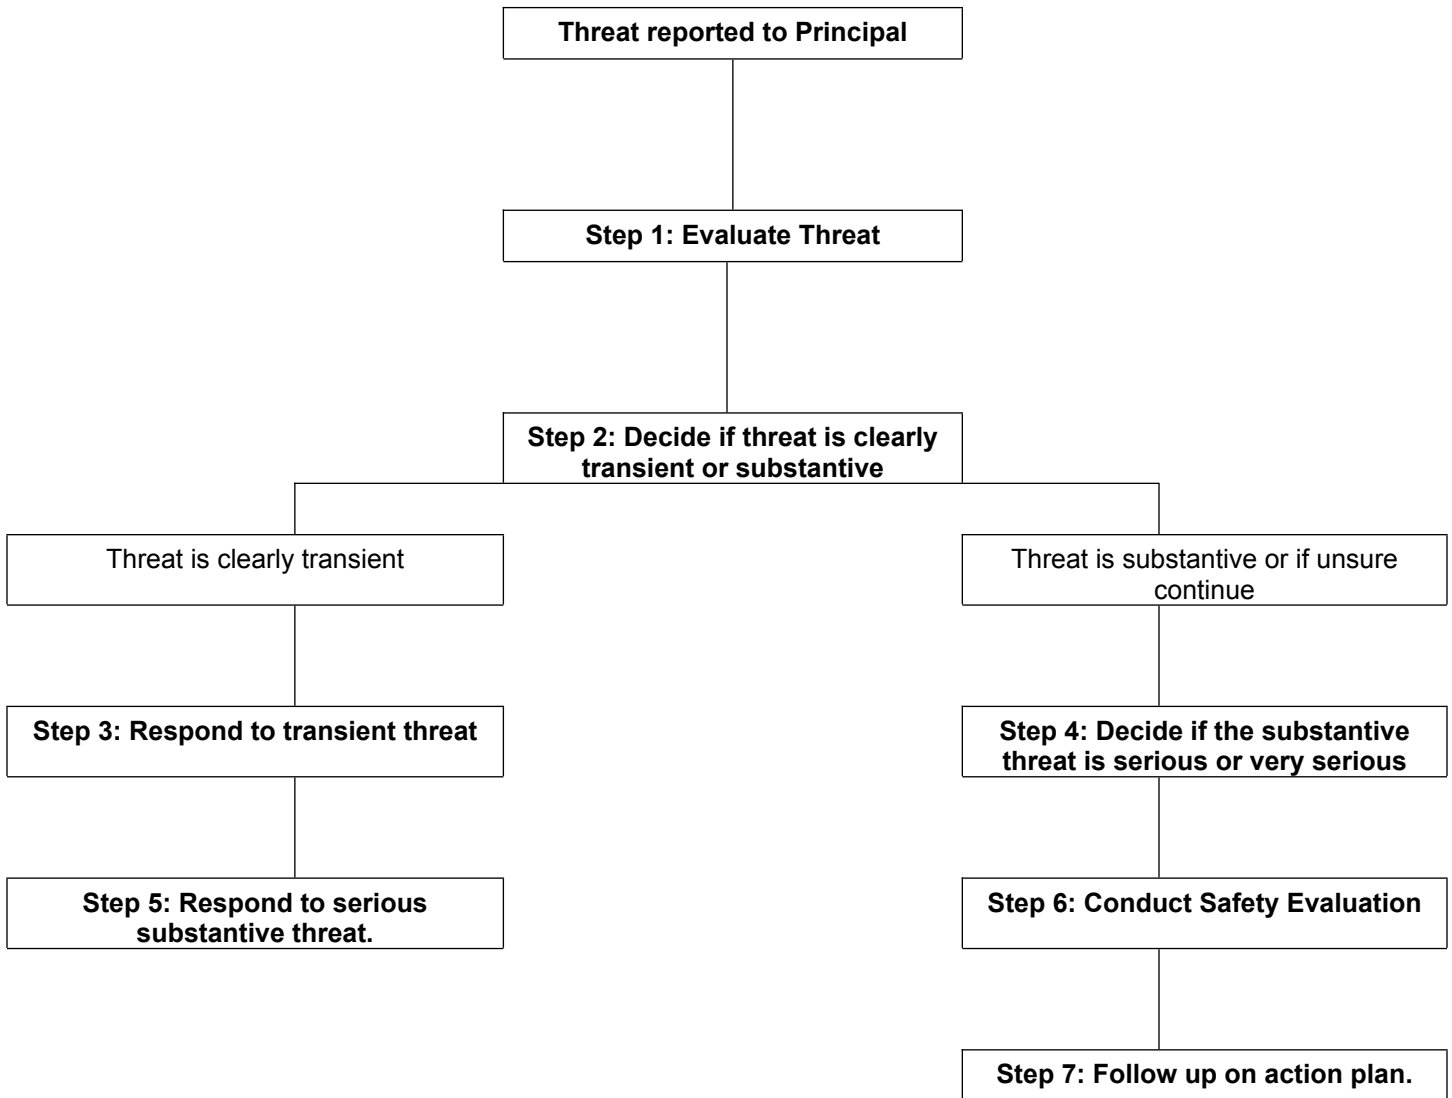 Threat reported to Principal
Step 1: Evaluate Threat
Step 2: Decide if threat is clearly
transient or substantive
Threat is clearly transient
Threat is substantive or if unsure
continue
Step 3: Respond to transient threat
Step 4: Decide if the substantive
threat is serious or very serious
Step 5: Respond to serious
substantive threat.
Step 6: Conduct Safety Evaluation
Step 7: Follow up on action plan.